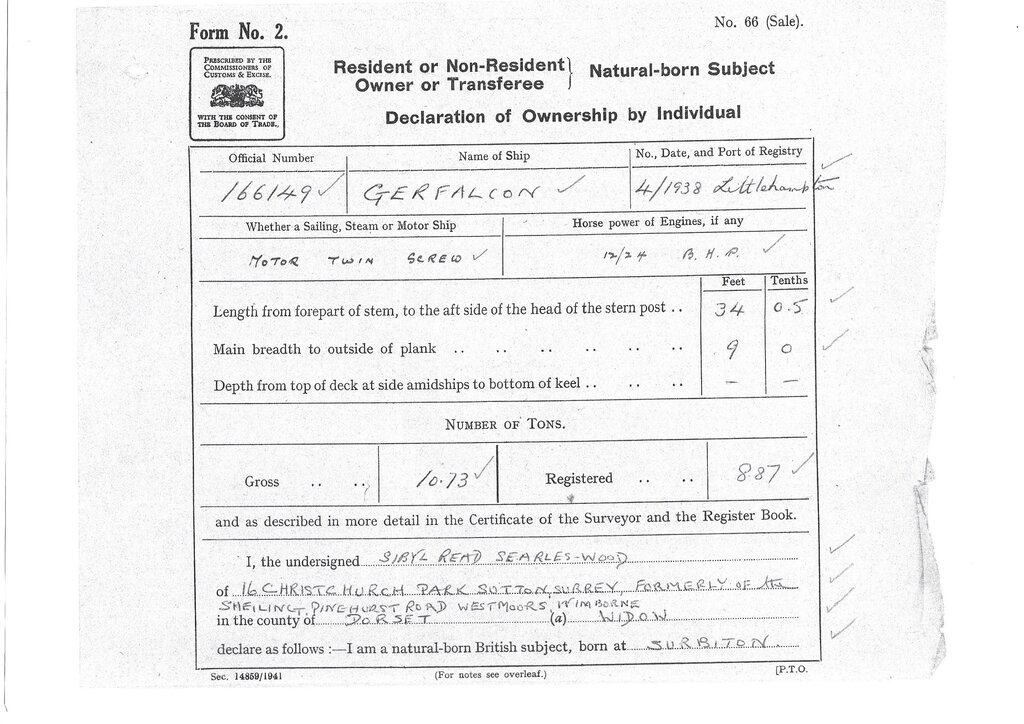 No. 66 (Sale).
Form No. 2.
PRESCRIBED BY THE
COMMISSIONERS OF
CUSTOMS & EXCISE.
WITH THE CONSENT OF
THE BOARD OF TRADE.
Resident or Non-Resident
Owner or Transferee
} Natural-born Subject
Declaration of Ownership by Individual
Official Number Name of Ship No., Date, and Port of Registry
166149 ✓ GERFALCON ✓ 4/1938 Littlehampton ✓
Whether a Sailing, Steam or Motor Ship Horse power of Engines, if any
MOTOR TWIN SCREW ✓ 12/24 B.H.P. ✓
Feet Tenths
Length from forepart of stem, to the aft side of the head of the stern post .. 34 0.5 ✓
Main breadth to outside of plank .. .. .. .. .. .. 9 0 ✓
Depth from top of deck at side amidships to bottom of keel .. .. .. — —
NUMBER OF TONS.
Gross .. .. 10.73 ✓ Registered .. .. 8.87 ✓
and as described in more detail in the Certificate of the Surveyor and the Register Book.
I, the undersigned SIBYL READ SEARLES-WOOD ✓
of 16 CHRISTCHURCH PARK SUTTON, SURREY, FORMERLY OF the ✓
SHEILING, PINEHURST ROAD WESTMOORS, WIMBORNE ✓
in the county of DORSET (a) WIDOW ✓
declare as follows :—I am a natural-born British subject, born at SURBITON. ✓
Sec. 14859/1941 (For notes see overleaf.) [P.T.O.